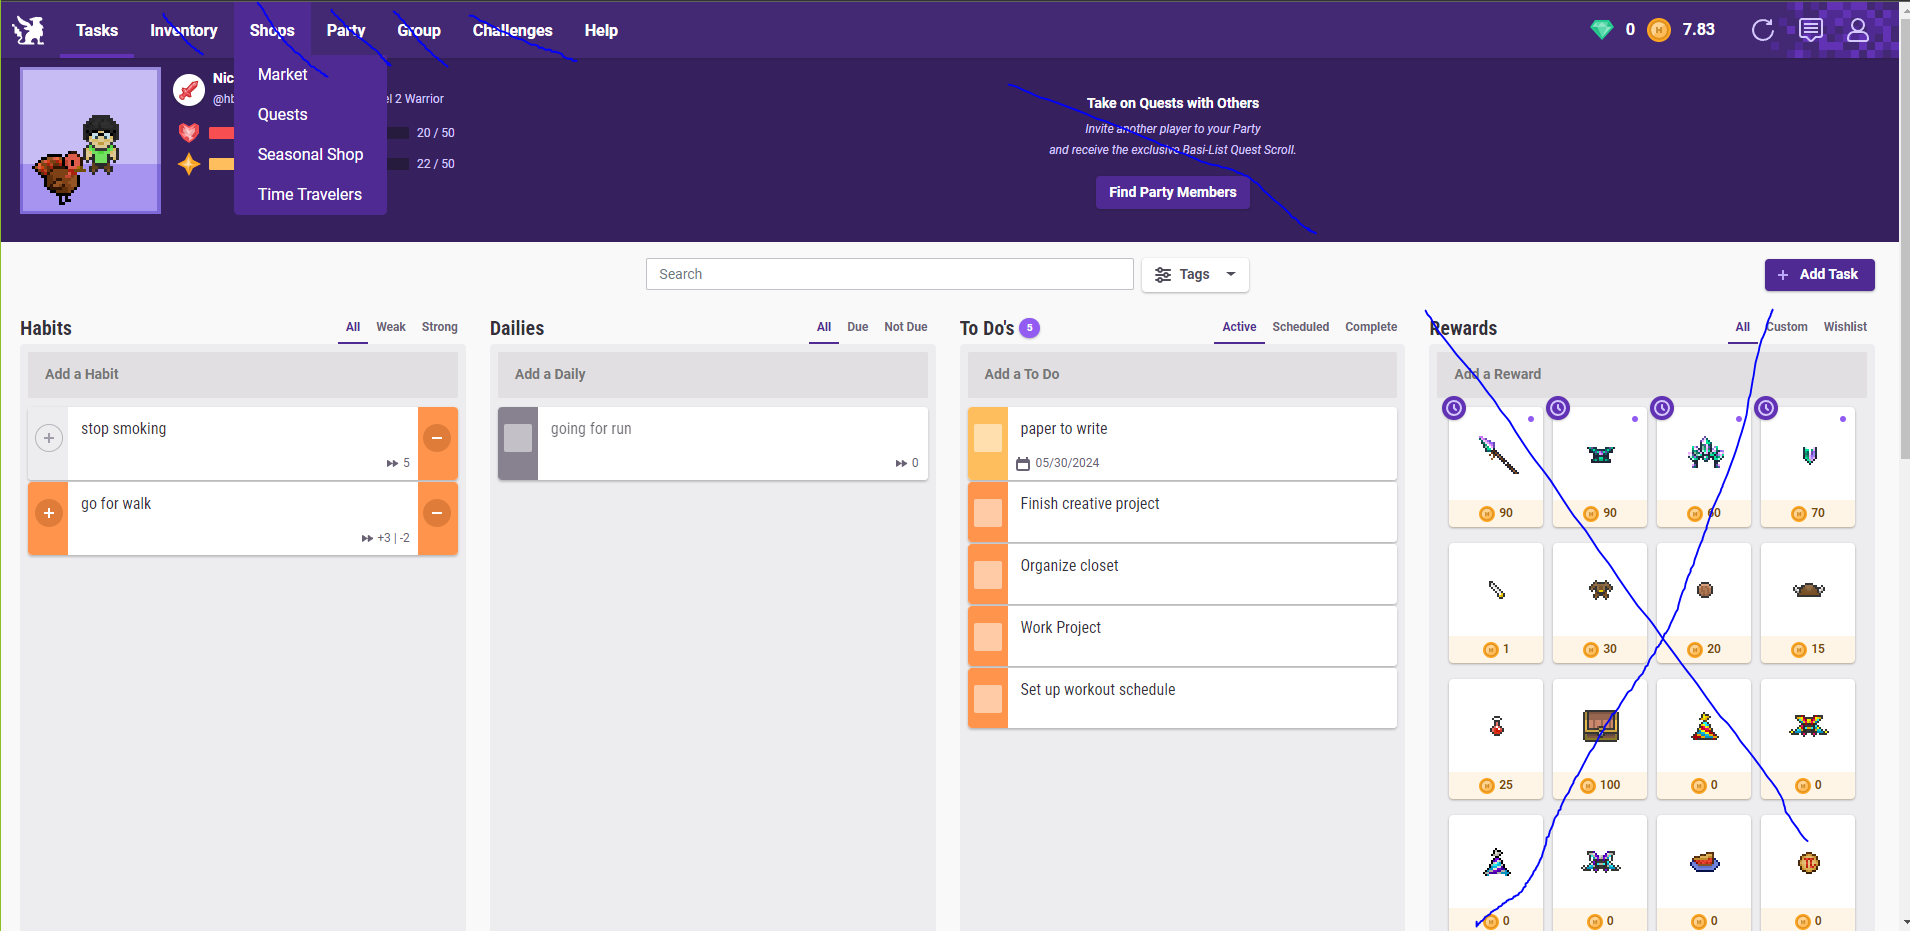 Tasks Inventory Shops Party Group Challenges Help 0 7.83
Market
Quests
Seasonal Shop
Time Travelers
Nic
@hb
el 2 Warrior
20 / 50
22 / 50
Take on Quests with Others
Invite another player to your Party
and receive the exclusive Basi-List Quest Scroll.
Find Party Members
Search
Tags
+ Add Task
Habits All Weak Strong
Add a Habit
stop smoking
5
go for walk
+3 | -2
Dailies All Due Not Due
Add a Daily
going for run
0
To Do's 5 Active Scheduled Complete
Add a To Do
paper to write
05/30/2024
Finish creative project
Organize closet
Work Project
Set up workout schedule
Rewards All Custom Wishlist
Add a Reward
90 90 60 70
1 30 20 15
25 100 0 0
0 0 0 0